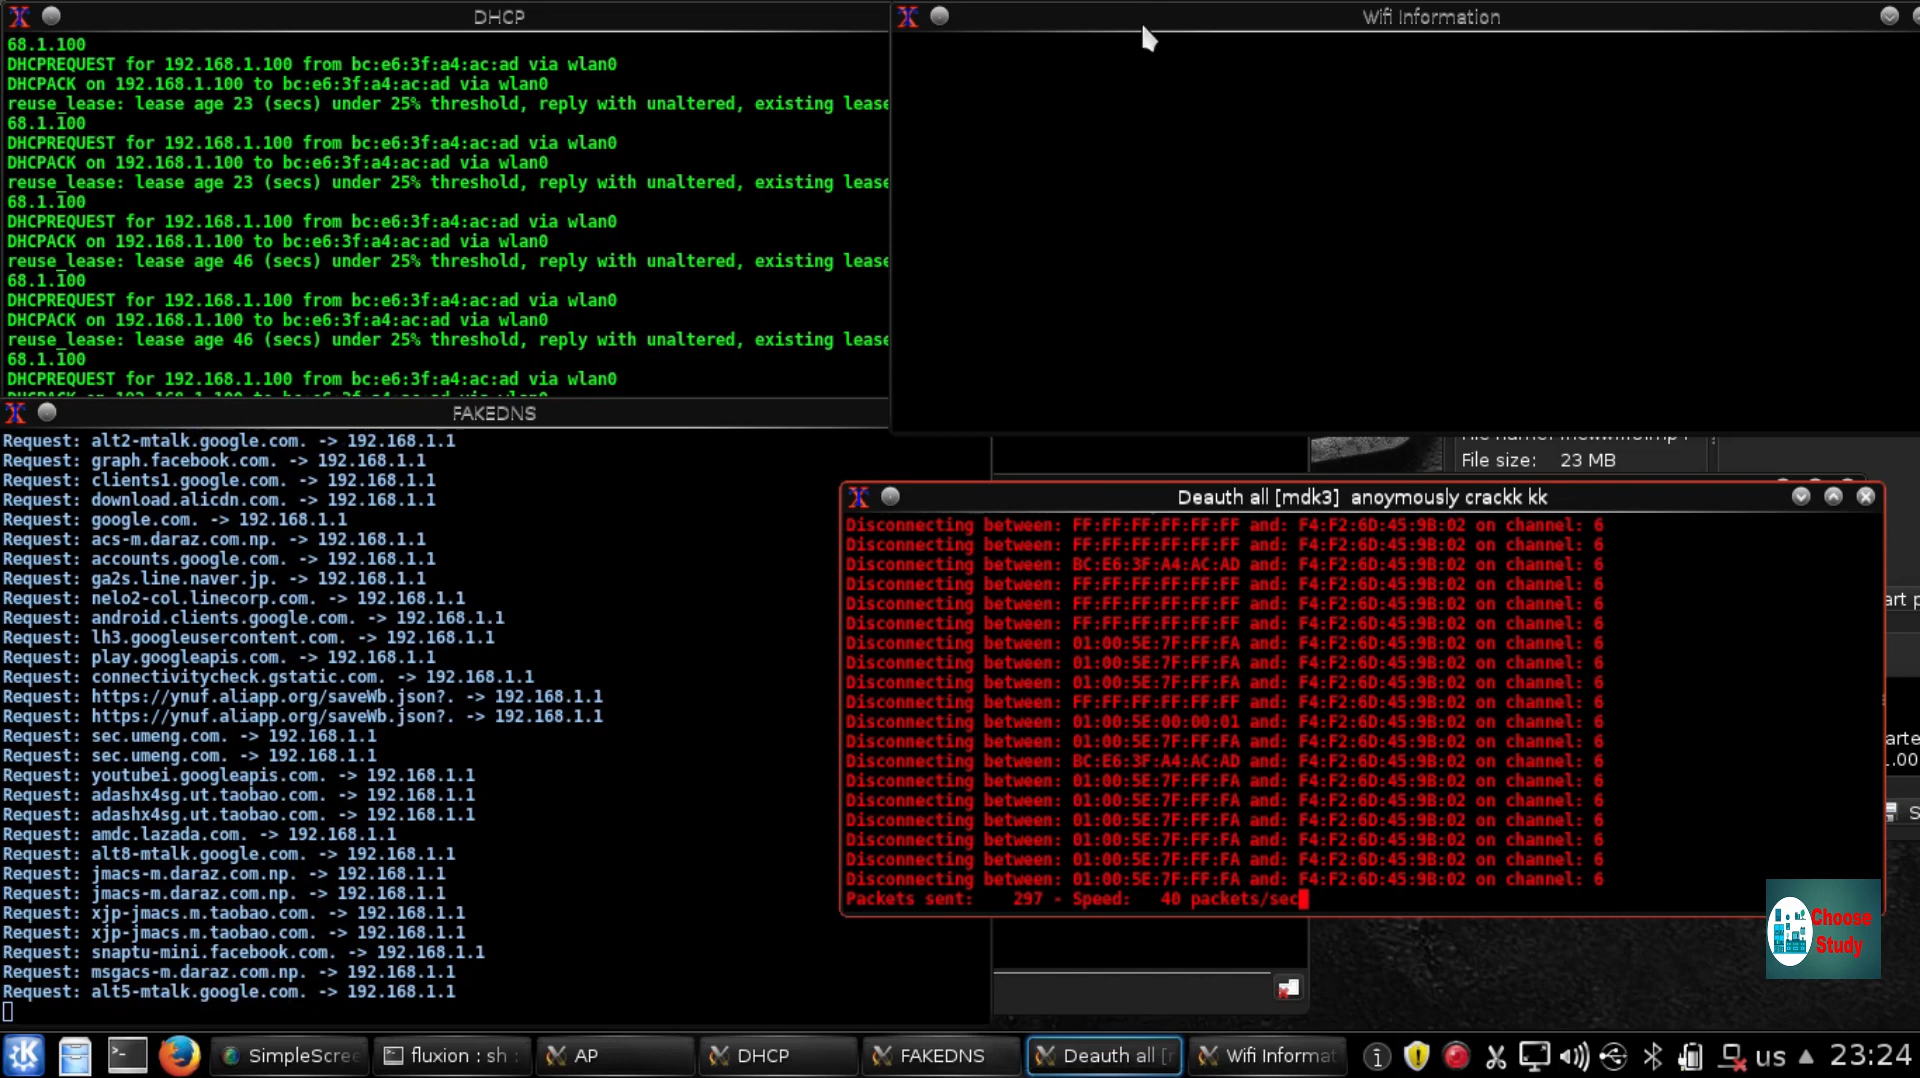 DHCP
68.1.100
DHCPREQUEST for 192.168.1.100 from bc:e6:3f:a4:ac:ad via wlan0
DHCPACK on 192.168.1.100 to bc:e6:3f:a4:ac:ad via wlan0
reuse_lease: lease age 23 (secs) under 25% threshold, reply with unaltered, existing lease
68.1.100
DHCPREQUEST for 192.168.1.100 from bc:e6:3f:a4:ac:ad via wlan0
DHCPACK on 192.168.1.100 to bc:e6:3f:a4:ac:ad via wlan0
reuse_lease: lease age 23 (secs) under 25% threshold, reply with unaltered, existing lease
68.1.100
DHCPREQUEST for 192.168.1.100 from bc:e6:3f:a4:ac:ad via wlan0
DHCPACK on 192.168.1.100 to bc:e6:3f:a4:ac:ad via wlan0
reuse_lease: lease age 46 (secs) under 25% threshold, reply with unaltered, existing lease
68.1.100
DHCPREQUEST for 192.168.1.100 from bc:e6:3f:a4:ac:ad via wlan0
DHCPACK on 192.168.1.100 to bc:e6:3f:a4:ac:ad via wlan0
reuse_lease: lease age 46 (secs) under 25% threshold, reply with unaltered, existing lease
68.1.100
DHCPREQUEST for 192.168.1.100 from bc:e6:3f:a4:ac:ad via wlan0
Wifi Information
FAKEDNS
Request: alt2-mtalk.google.com. -> 192.168.1.1
Request: graph.facebook.com. -> 192.168.1.1
Request: clients1.google.com. -> 192.168.1.1
Request: download.alicdn.com. -> 192.168.1.1
Request: google.com. -> 192.168.1.1
Request: acs-m.daraz.com.np. -> 192.168.1.1
Request: accounts.google.com. -> 192.168.1.1
Request: ga2s.line.naver.jp. -> 192.168.1.1
Request: nelo2-col.linecorp.com. -> 192.168.1.1
Request: android.clients.google.com. -> 192.168.1.1
Request: lh3.googleusercontent.com. -> 192.168.1.1
Request: play.googleapis.com. -> 192.168.1.1
Request: connectivitycheck.gstatic.com. -> 192.168.1.1
Request: https://ynuf.aliapp.org/saveWb.json?. -> 192.168.1.1
Request: https://ynuf.aliapp.org/saveWb.json?. -> 192.168.1.1
Request: sec.umeng.com. -> 192.168.1.1
Request: sec.umeng.com. -> 192.168.1.1
Request: youtubei.googleapis.com. -> 192.168.1.1
Request: adashx4sg.ut.taobao.com. -> 192.168.1.1
Request: adashx4sg.ut.taobao.com. -> 192.168.1.1
Request: amdc.lazada.com. -> 192.168.1.1
Request: alt8-mtalk.google.com. -> 192.168.1.1
Request: jmacs-m.daraz.com.np. -> 192.168.1.1
Request: jmacs-m.daraz.com.np. -> 192.168.1.1
Request: xjp-jmacs.m.taobao.com. -> 192.168.1.1
Request: xjp-jmacs.m.taobao.com. -> 192.168.1.1
Request: snaptu-mini.facebook.com. -> 192.168.1.1
Request: msgacs-m.daraz.com.np. -> 192.168.1.1
Request: alt5-mtalk.google.com. -> 192.168.1.1
File size: 23 MB
Deauth all [mdk3] anoymously crackk kk
Disconnecting between: FF:FF:FF:FF:FF:FF and: F4:F2:6D:45:9B:02 on channel: 6
Disconnecting between: FF:FF:FF:FF:FF:FF and: F4:F2:6D:45:9B:02 on channel: 6
Disconnecting between: BC:E6:3F:A4:AC:AD and: F4:F2:6D:45:9B:02 on channel: 6
Disconnecting between: FF:FF:FF:FF:FF:FF and: F4:F2:6D:45:9B:02 on channel: 6
Disconnecting between: FF:FF:FF:FF:FF:FF and: F4:F2:6D:45:9B:02 on channel: 6
Disconnecting between: FF:FF:FF:FF:FF:FF and: F4:F2:6D:45:9B:02 on channel: 6
Disconnecting between: 01:00:5E:7F:FF:FA and: F4:F2:6D:45:9B:02 on channel: 6
Disconnecting between: 01:00:5E:7F:FF:FA and: F4:F2:6D:45:9B:02 on channel: 6
Disconnecting between: 01:00:5E:7F:FF:FA and: F4:F2:6D:45:9B:02 on channel: 6
Disconnecting between: FF:FF:FF:FF:FF:FF and: F4:F2:6D:45:9B:02 on channel: 6
Disconnecting between: 01:00:5E:00:00:01 and: F4:F2:6D:45:9B:02 on channel: 6
Disconnecting between: 01:00:5E:7F:FF:FA and: F4:F2:6D:45:9B:02 on channel: 6
Disconnecting between: BC:E6:3F:A4:AC:AD and: F4:F2:6D:45:9B:02 on channel: 6
Disconnecting between: 01:00:5E:7F:FF:FA and: F4:F2:6D:45:9B:02 on channel: 6
Disconnecting between: 01:00:5E:7F:FF:FA and: F4:F2:6D:45:9B:02 on channel: 6
Disconnecting between: 01:00:5E:7F:FF:FA and: F4:F2:6D:45:9B:02 on channel: 6
Disconnecting between: 01:00:5E:7F:FF:FA and: F4:F2:6D:45:9B:02 on channel: 6
Disconnecting between: 01:00:5E:7F:FF:FA and: F4:F2:6D:45:9B:02 on channel: 6
Disconnecting between: 01:00:5E:7F:FF:FA and: F4:F2:6D:45:9B:02 on channel: 6
Packets sent: 297 - Speed: 40 packets/sec
art p
arte
.00
S
Choose
Study
SimpleScree
fluxion : sh
AP
DHCP
FAKEDNS
Deauth all [r
Wifi Informat
us
23:24